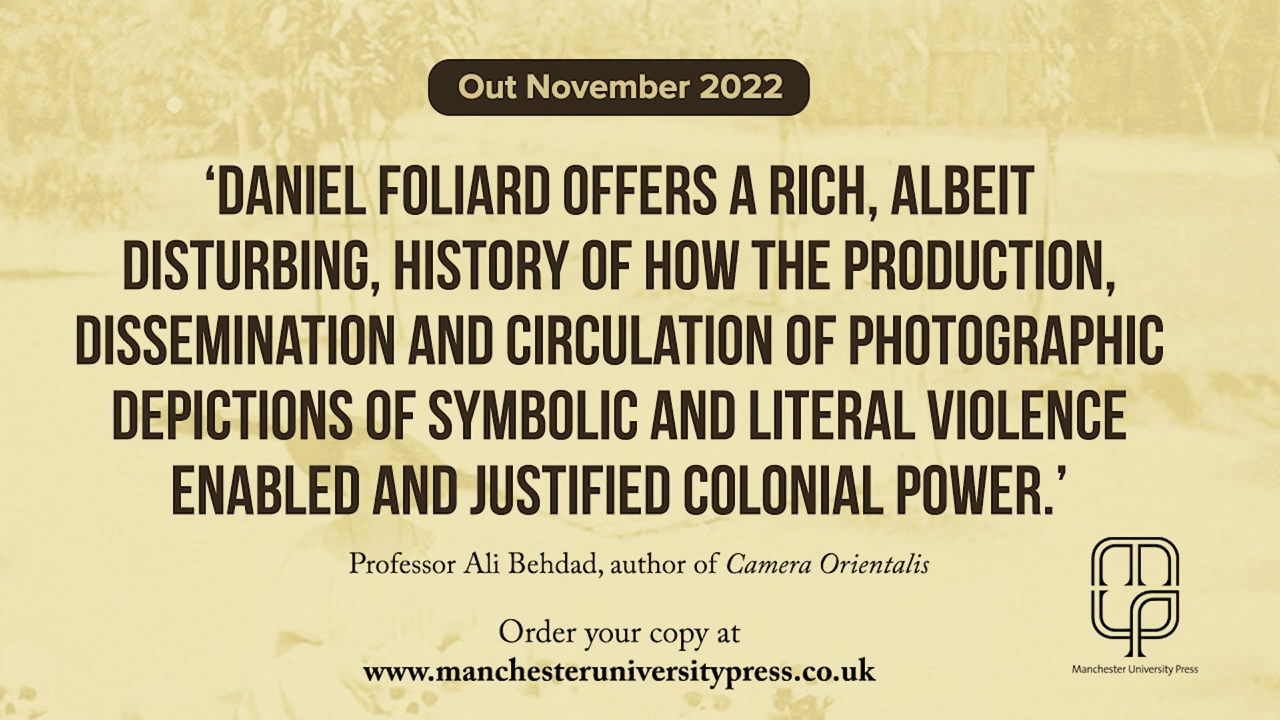 Out November 2022
‘DANIEL FOLIARD OFFERS A RICH, ALBEIT
DISTURBING, HISTORY OF HOW THE PRODUCTION,
DISSEMINATION AND CIRCULATION OF PHOTOGRAPHIC
DEPICTIONS OF SYMBOLIC AND LITERAL VIOLENCE
ENABLED AND JUSTIFIED COLONIAL POWER.’
Professor Ali Behdad, author of Camera Orientalis
Order your copy at
www.manchesteruniversitypress.co.uk
Manchester University Press